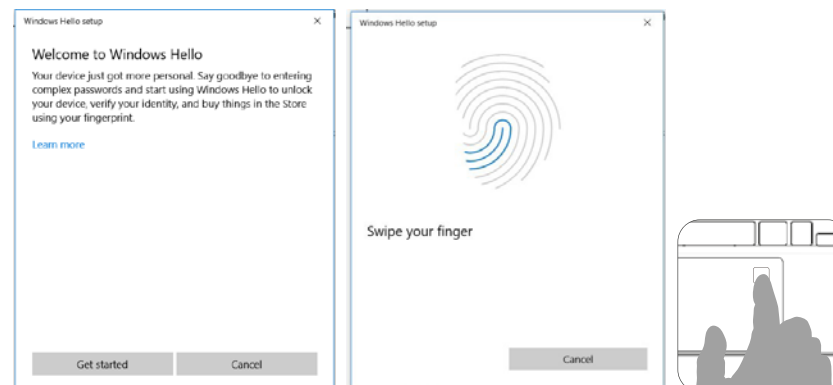 Windows Hello setup
Welcome to Windows Hello
Your device just got more personal. Say goodbye to entering
complex passwords and start using Windows Hello to unlock
your device, verify your identity, and buy things in the Store
using your fingerprint.
Learn more
Get started
Cancel
Windows Hello setup
Swipe your finger
Cancel